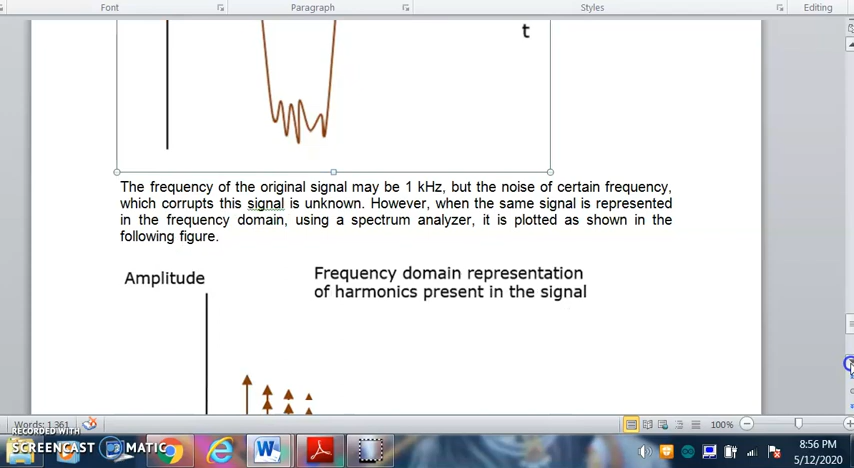 Font
Paragraph
Styles
Editing
t
The frequency of the original signal may be 1 kHz, but the noise of certain frequency,
which corrupts this signal is unknown. However, when the same signal is represented
in the frequency domain, using a spectrum analyzer, it is plotted as shown in the
following figure.
Amplitude
Frequency domain representation
of harmonics present in the signal
Words: 1,361
100%
RECORDED WITH
SCREENCAST MATIC
8:56 PM
5/12/2020